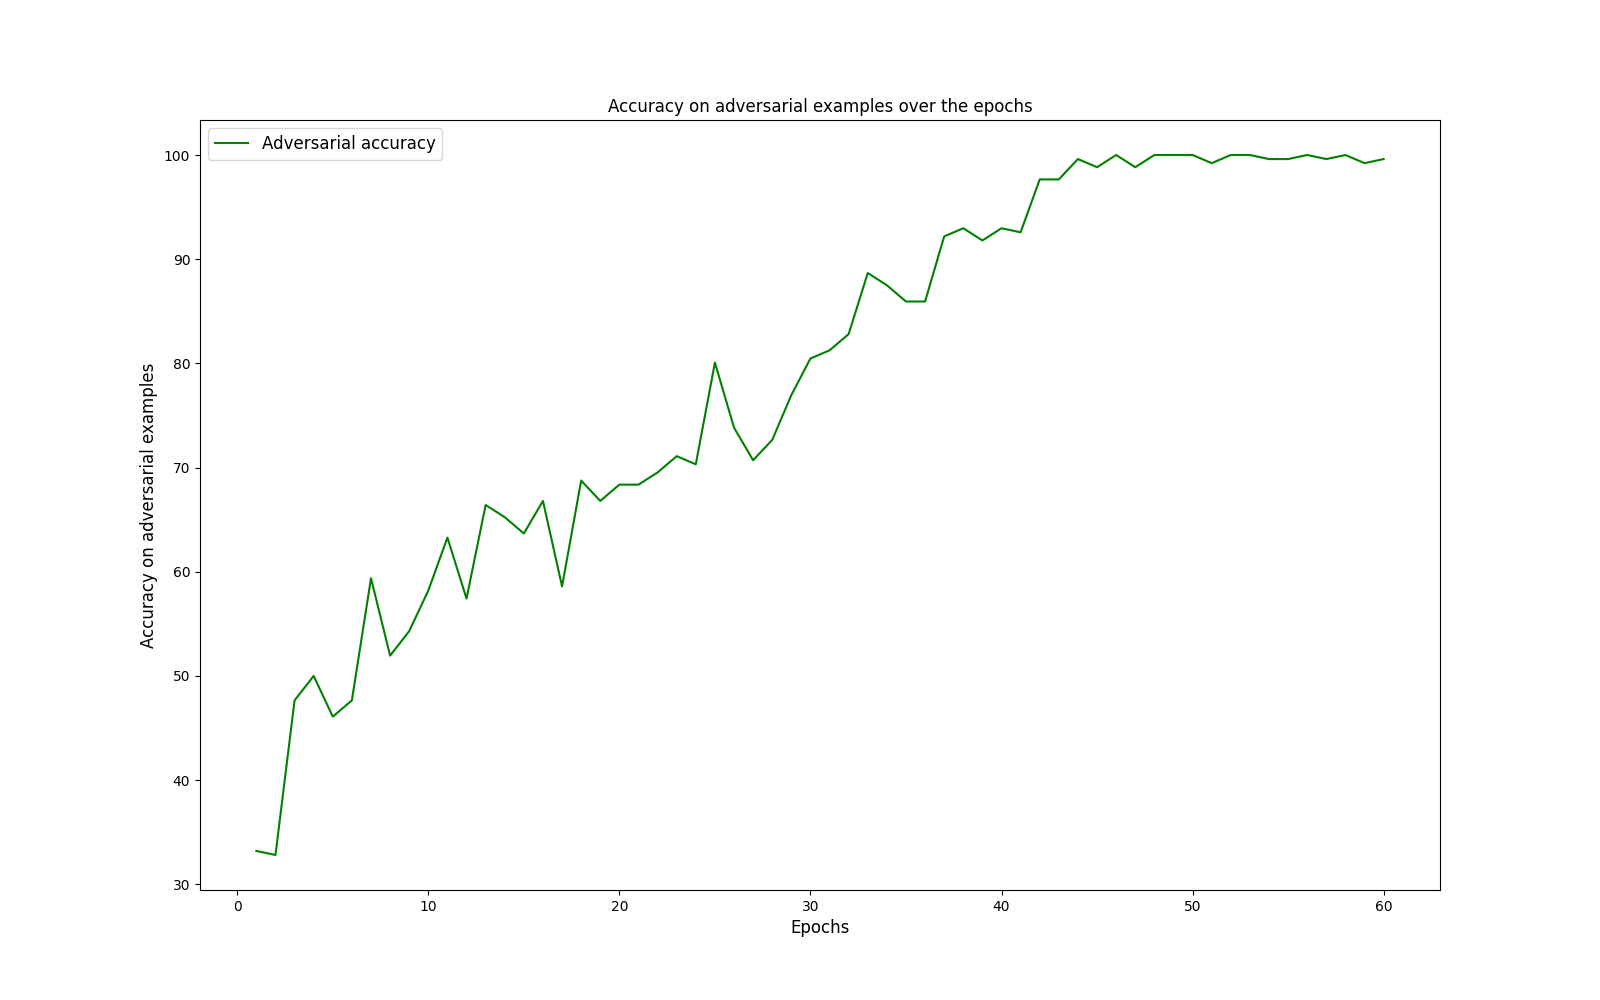 Accuracy on adversarial examples over the epochs
Adversarial accuracy
100
90
80
70
60
50
40
30
Accuracy on adversarial examples
0 10 20 30 40 50 60
Epochs